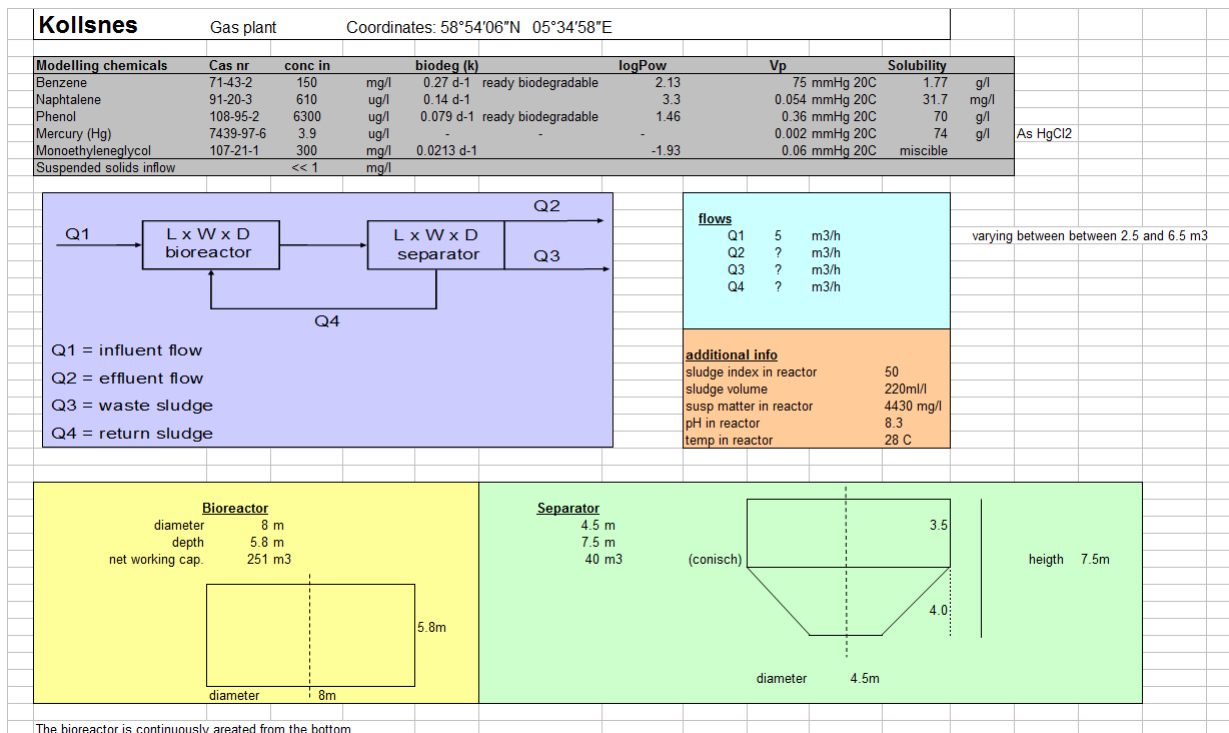 Kollsnes Gas plant Coordinates: 58°54′06″N 05°34′58″E
Modelling chemicals Cas nr conc in biodeg (k) logPow Vp Solubility
Benzene 71-43-2 150 mg/l 0.27 d-1 ready biodegradable 2.13 75 mmHg 20C 1.77 g/l
Naphtalene 91-20-3 610 ug/l 0.14 d-1 3.3 0.054 mmHg 20C 31.7 mg/l
Phenol 108-95-2 6300 ug/l 0.079 d-1 ready biodegradable 1.46 0.36 mmHg 20C 70 g/l
Mercury (Hg) 7439-97-6 3.9 ug/l - - - 0.002 mmHg 20C 74 g/l As HgCl2
Monoethyleneglycol 107-21-1 300 mg/l 0.0213 d-1 -1.93 0.06 mmHg 20C miscible
Suspended solids inflow << 1 mg/l
Q1
L x W x D
bioreactor
L x W x D
separator
Q2
Q3
Q4
Q1 = influent flow
Q2 = effluent flow
Q3 = waste sludge
Q4 = return sludge
flows
Q1 5 m3/h varying between between 2.5 and 6.5 m3
Q2 ? m3/h
Q3 ? m3/h
Q4 ? m3/h
additional info
sludge index in reactor 50
sludge volume 220ml/l
susp matter in reactor 4430 mg/l
pH in reactor 8.3
temp in reactor 28 C
Bioreactor
diameter 8 m
depth 5.8 m
net working cap. 251 m3
5.8m
diameter 8m
Separator
4.5 m
7.5 m
40 m3 (conisch)
3.5
4.0
heigth 7.5m
diameter 4.5m
The bioreactor is continuously areated from the bottom